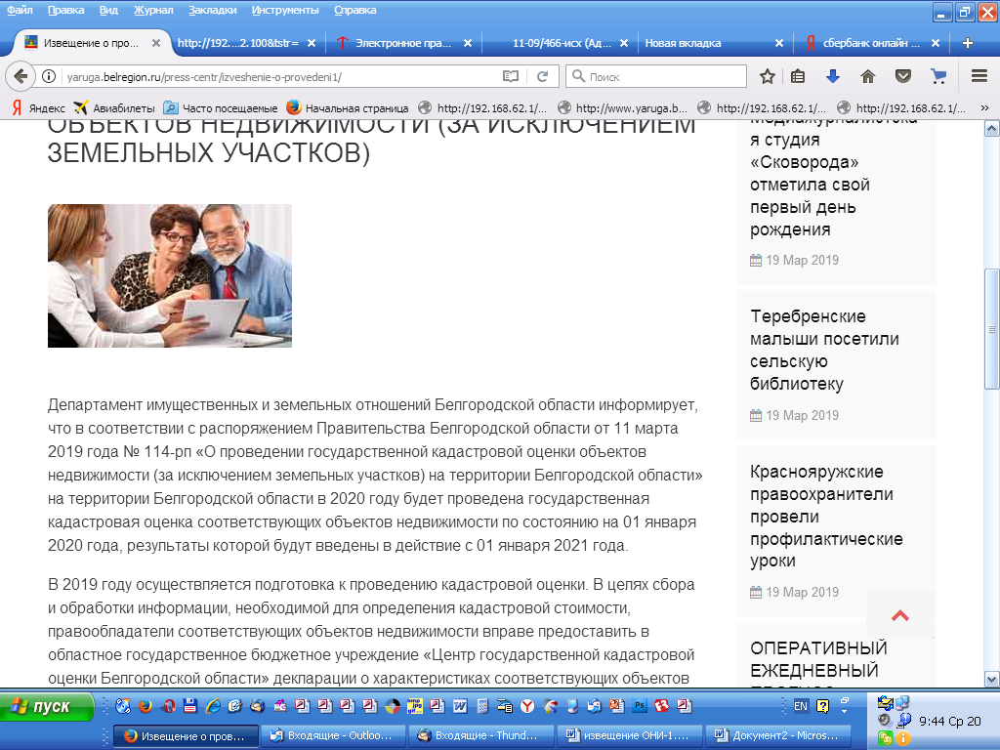 Файл Правка Вид Журнал Закладки Инструменты Справка
Извещение о про...
http://192....2.100&tstr=
Электронное пра...
11-09/466-исх (Ад...
Новая вкладка
сбербанк онлайн ...
yaruga.belregion.ru/press-centr/izveshenie-o-provedeni1/
Поиск
Яндекс
Авиабилеты
Часто посещаемые
Начальная страница
http://192.168.62.1/...
http://www.yaruga.b...
http://192.168.62.1/...
http://192.168.62.1/...
ОБЪЕКТОВ НЕДВИЖИМОСТИ (ЗА ИСКЛЮЧЕНИЕМ
ЗЕМЕЛЬНЫХ УЧАСТКОВ)
Департамент имущественных и земельных отношений Белгородской области информирует,
что в соответствии с распоряжением Правительства Белгородской области от 11 марта
2019 года № 114-рп «О проведении государственной кадастровой оценки объектов
недвижимости (за исключением земельных участков) на территории Белгородской области»
на территории Белгородской области в 2020 году будет проведена государственная
кадастровая оценка соответствующих объектов недвижимости по состоянию на 01 января
2020 года, результаты которой будут введены в действие с 01 января 2021 года.
В 2019 году осуществляется подготовка к проведению кадастровой оценки. В целях сбора
и обработки информации, необходимой для определения кадастровой стоимости,
правообладатели соответствующих объектов недвижимости вправе предоставить в
областное государственное бюджетное учреждение «Центр государственной кадастровой
оценки Белгородской области» декларации о характеристиках соответствующих объектов
Медиажурналистска
я студия
«Сковорода»
отметила свой
первый день
рождения
19 Мар 2019
Теребренские
малыши посетили
сельскую
библиотеку
19 Мар 2019
Краснояружские
правоохранители
провели
профилактические
уроки
19 Мар 2019
ОПЕРАТИВНЫЙ
ЕЖЕДНЕВНЫЙ
пуск
EN
9:44 Ср 20
Извещение о пров...
Входящие - Outloo...
Входящие - Thund...
извещение ОНИ-1....
Документ2 - Micros...